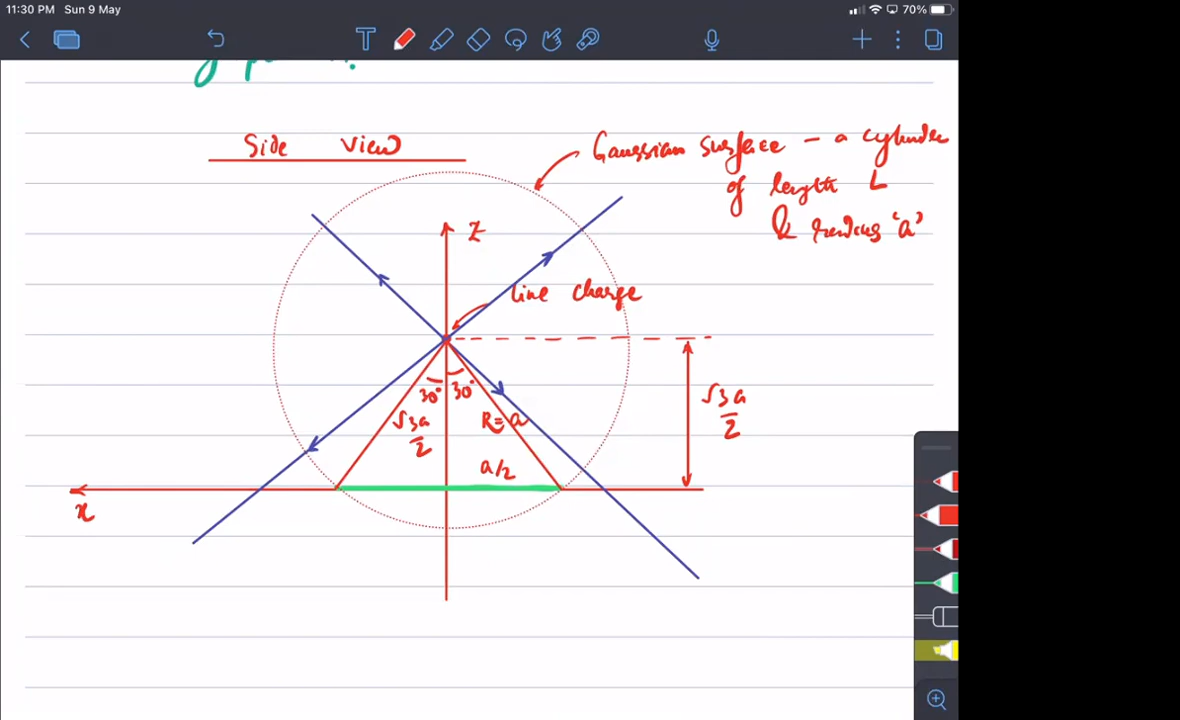 11:30 PM Sun 9 May
70%
T
Side view
Gaussian surface - a cylinder
of length L
& radius 'a'
Z
line charge
30° 30°
√3a
2
R=a
a/2
√3a
2
x